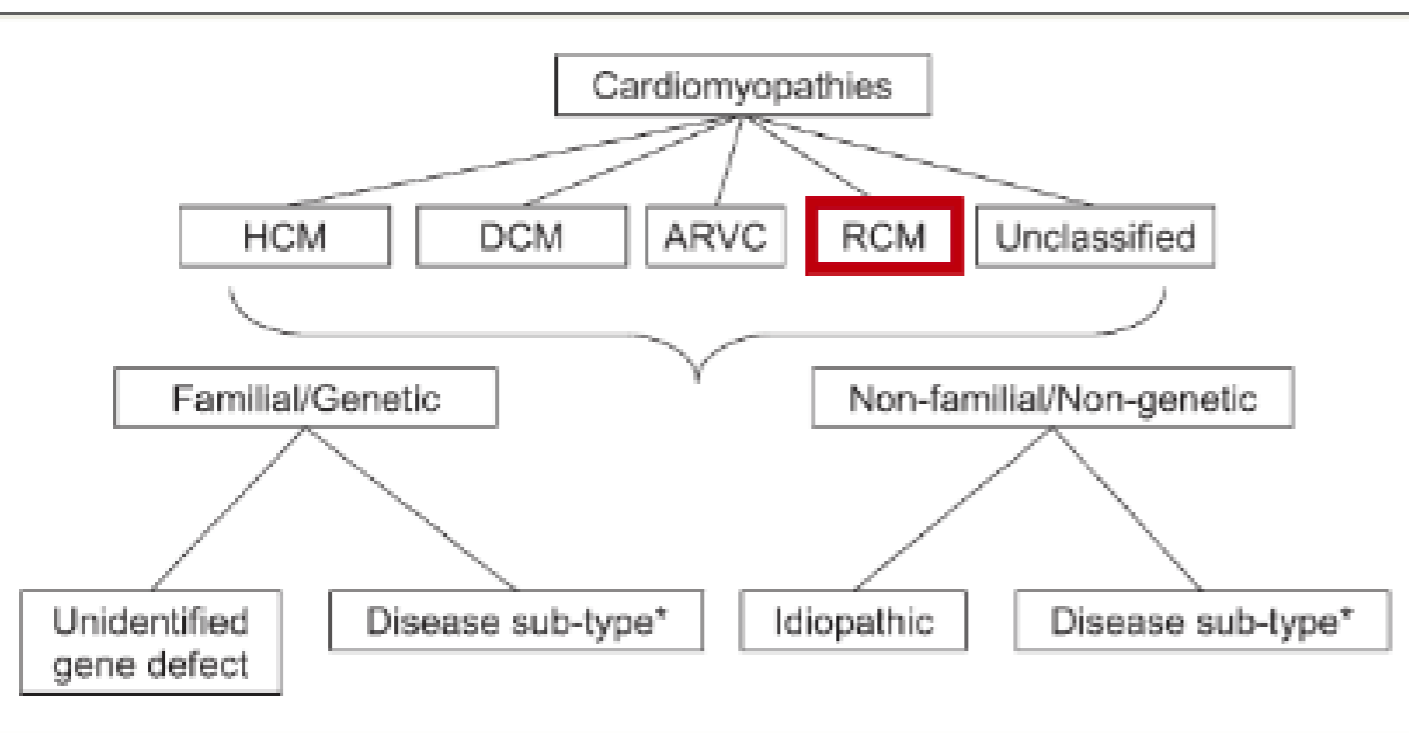 Cardiomyopathies
HCM
DCM
ARVC
RCM
Unclassified
Familial/Genetic
Non-familial/Non-genetic
Unidentified
gene defect
Disease sub-type*
Idiopathic
Disease sub-type*